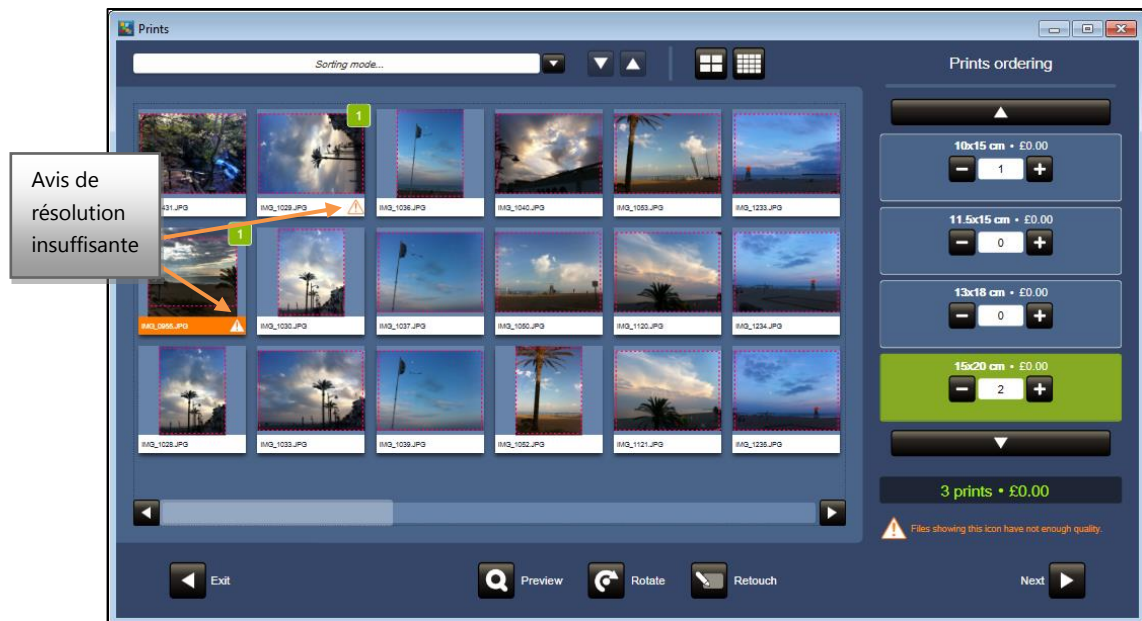 Prints
Sorting mode...
Prints ordering
1
431.JPG
IMG_1029.JPG
IMG_1036.JPG
IMG_1040.JPG
IMG_1053.JPG
IMG_1233.JPG
Avis de
résolution
insuffisante
1
IMG_0955.JPG
IMG_1030.JPG
IMG_1037.JPG
IMG_1050.JPG
IMG_1120.JPG
IMG_1234.JPG
IMG_1028.JPG
IMG_1033.JPG
IMG_1039.JPG
IMG_1052.JPG
IMG_1121.JPG
IMG_1236.JPG
10x15 cm • £0.00
1
11.5x15 cm • £0.00
0
13x18 cm • £0.00
0
15x20 cm • £0.00
2
3 prints • £0.00
Files showing this icon have not enough quality.
Exit
Preview
Rotate
Retouch
Next